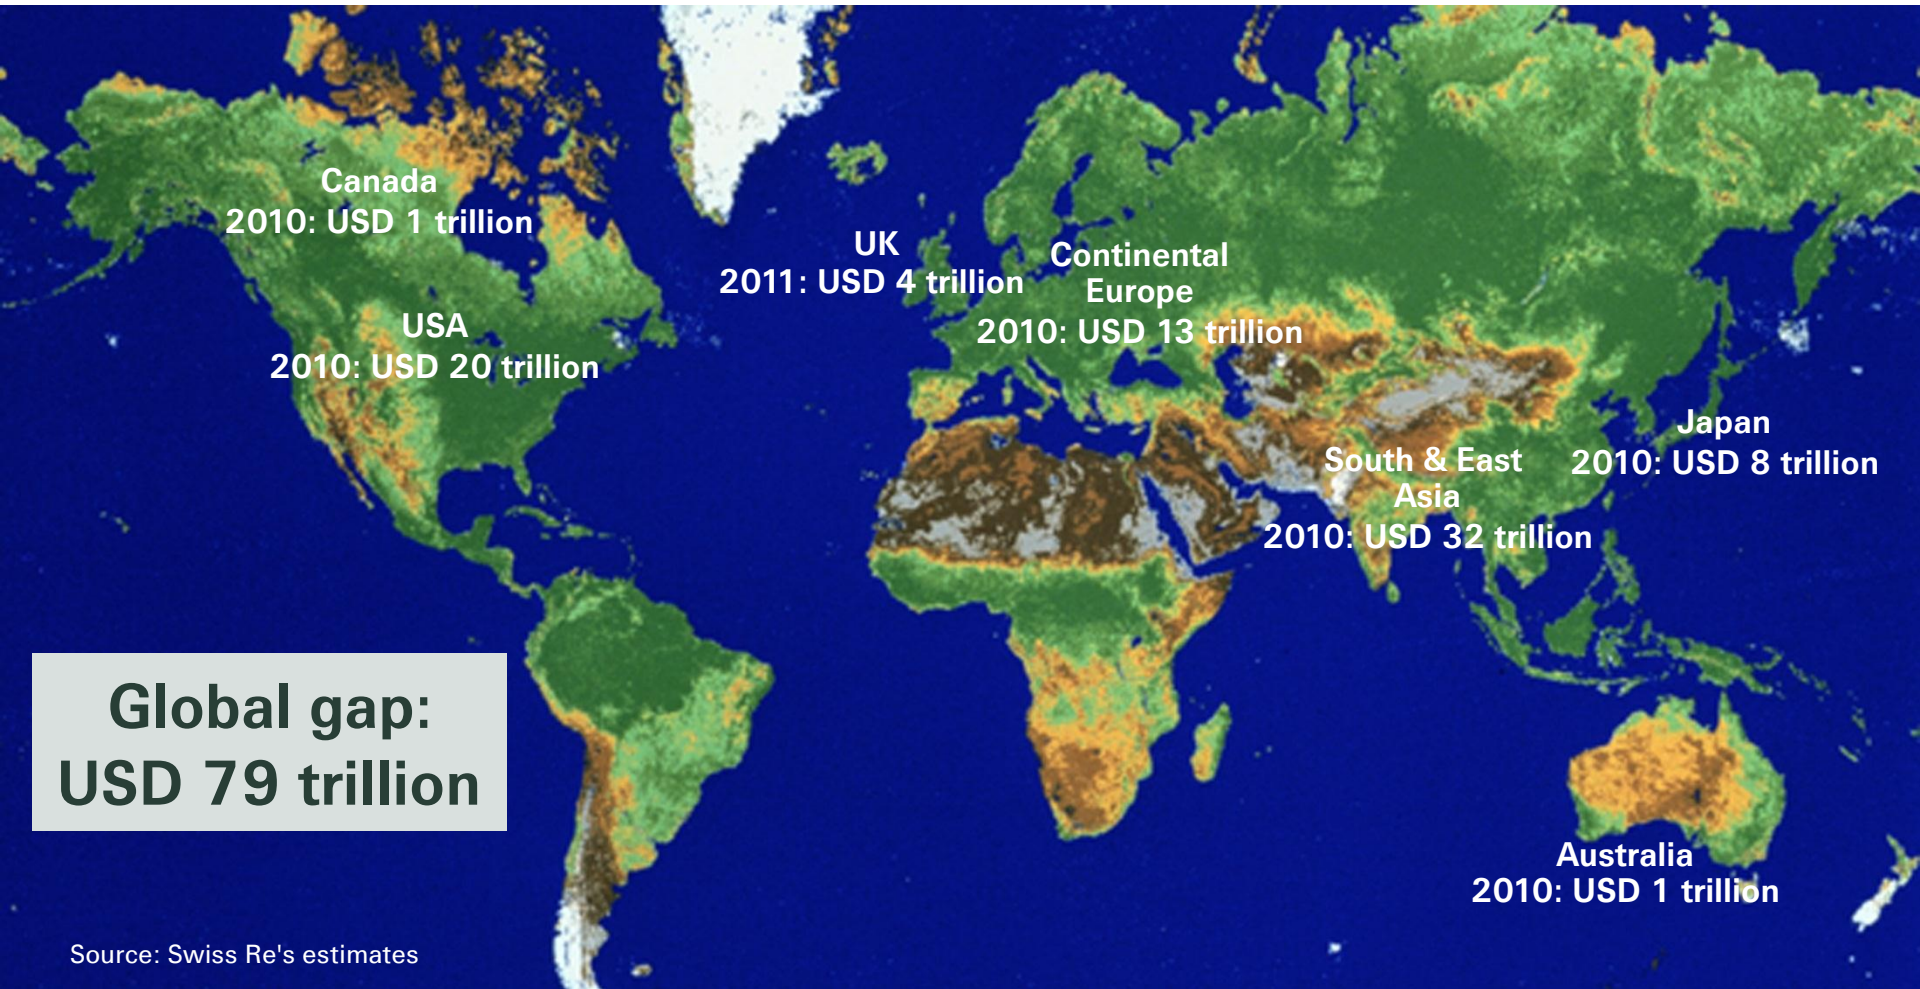 Canada
2010: USD 1 trillion
UK
2011: USD 4 trillion
Continental
Europe
2010: USD 13 trillion
USA
2010: USD 20 trillion
Japan
2010: USD 8 trillion
South & East
Asia
2010: USD 32 trillion
Global gap:
USD 79 trillion
Australia
2010: USD 1 trillion
Source: Swiss Re's estimates